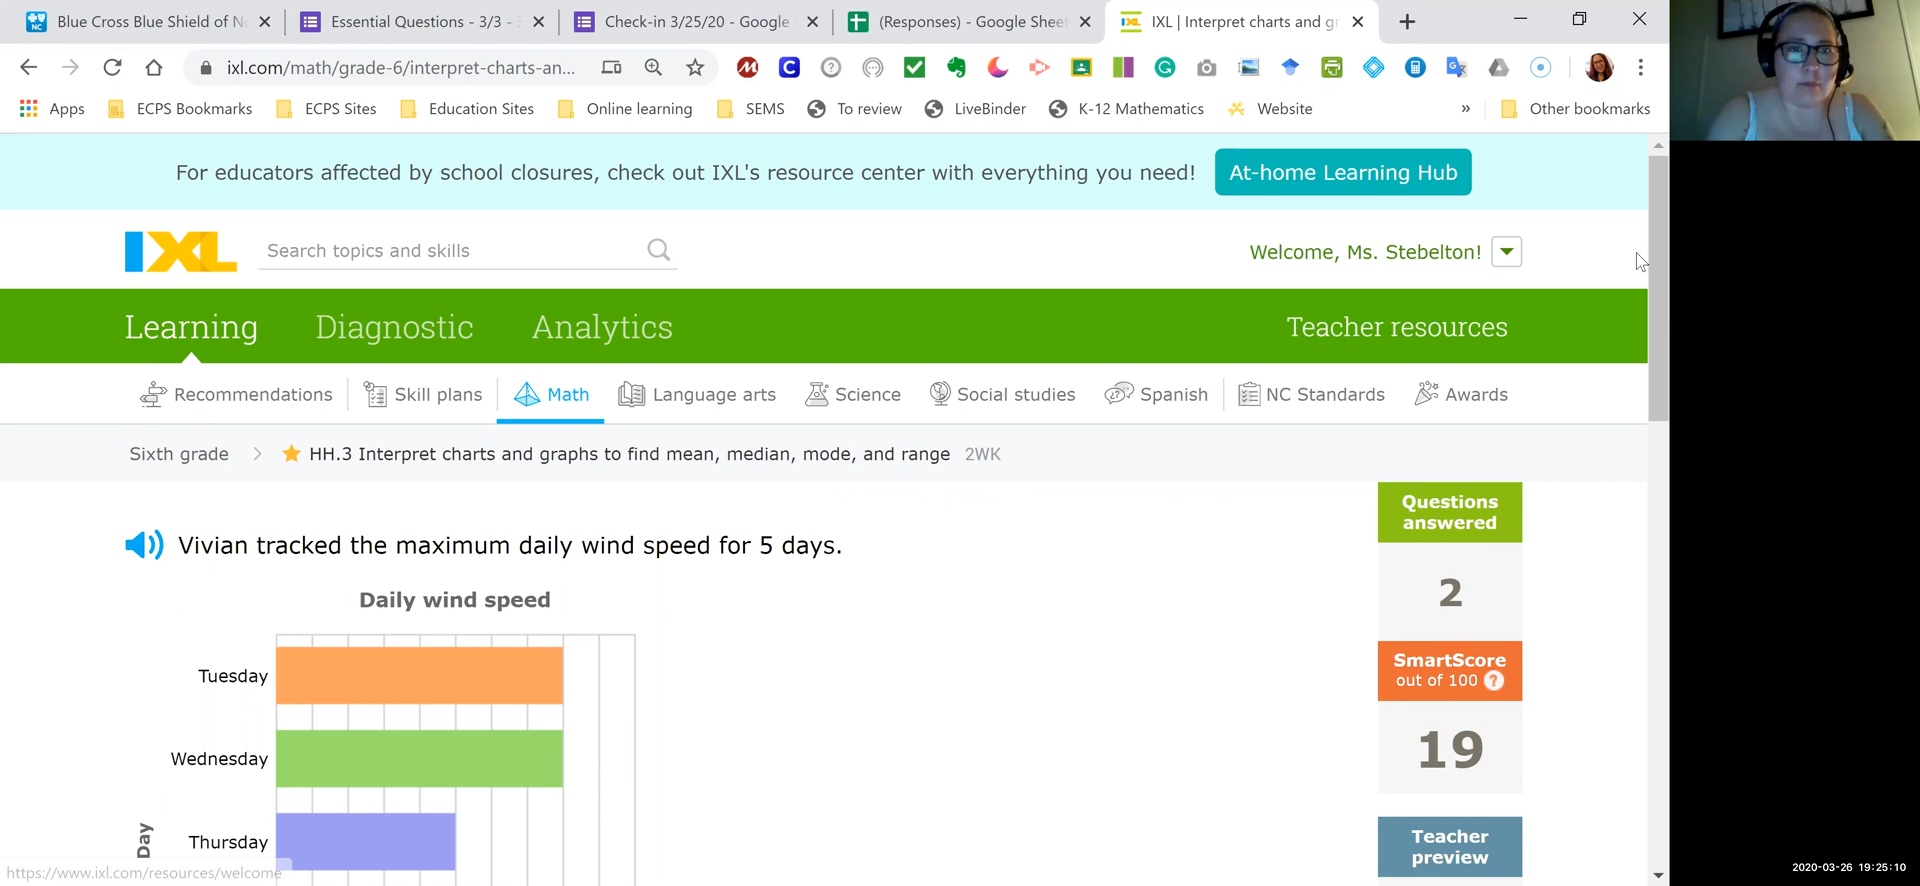 Blue Cross Blue Shield of N
Essential Questions - 3/3 -
Check-in 3/25/20 - Google
(Responses) - Google Sheet
IXL | Interpret charts and gr
ixl.com/math/grade-6/interpret-charts-an...
Apps
ECPS Bookmarks
ECPS Sites
Education Sites
Online learning
SEMS
To review
LiveBinder
K-12 Mathematics
Website
»
Other bookmarks
For educators affected by school closures, check out IXL's resource center with everything you need!
At-home Learning Hub
IXL
Search topics and skills
Welcome, Ms. Stebelton!
Learning
Diagnostic
Analytics
Teacher resources
Recommendations
Skill plans
Math
Language arts
Science
Social studies
Spanish
NC Standards
Awards
Sixth grade
HH.3 Interpret charts and graphs to find mean, median, mode, and range 2WK
Vivian tracked the maximum daily wind speed for 5 days.
Daily wind speed
Tuesday
Wednesday
Thursday
Day
Questions
answered
2
SmartScore
out of 100 ?
19
Teacher
preview
https://www.ixl.com/resources/welcome
2020-03-26 19:25:10